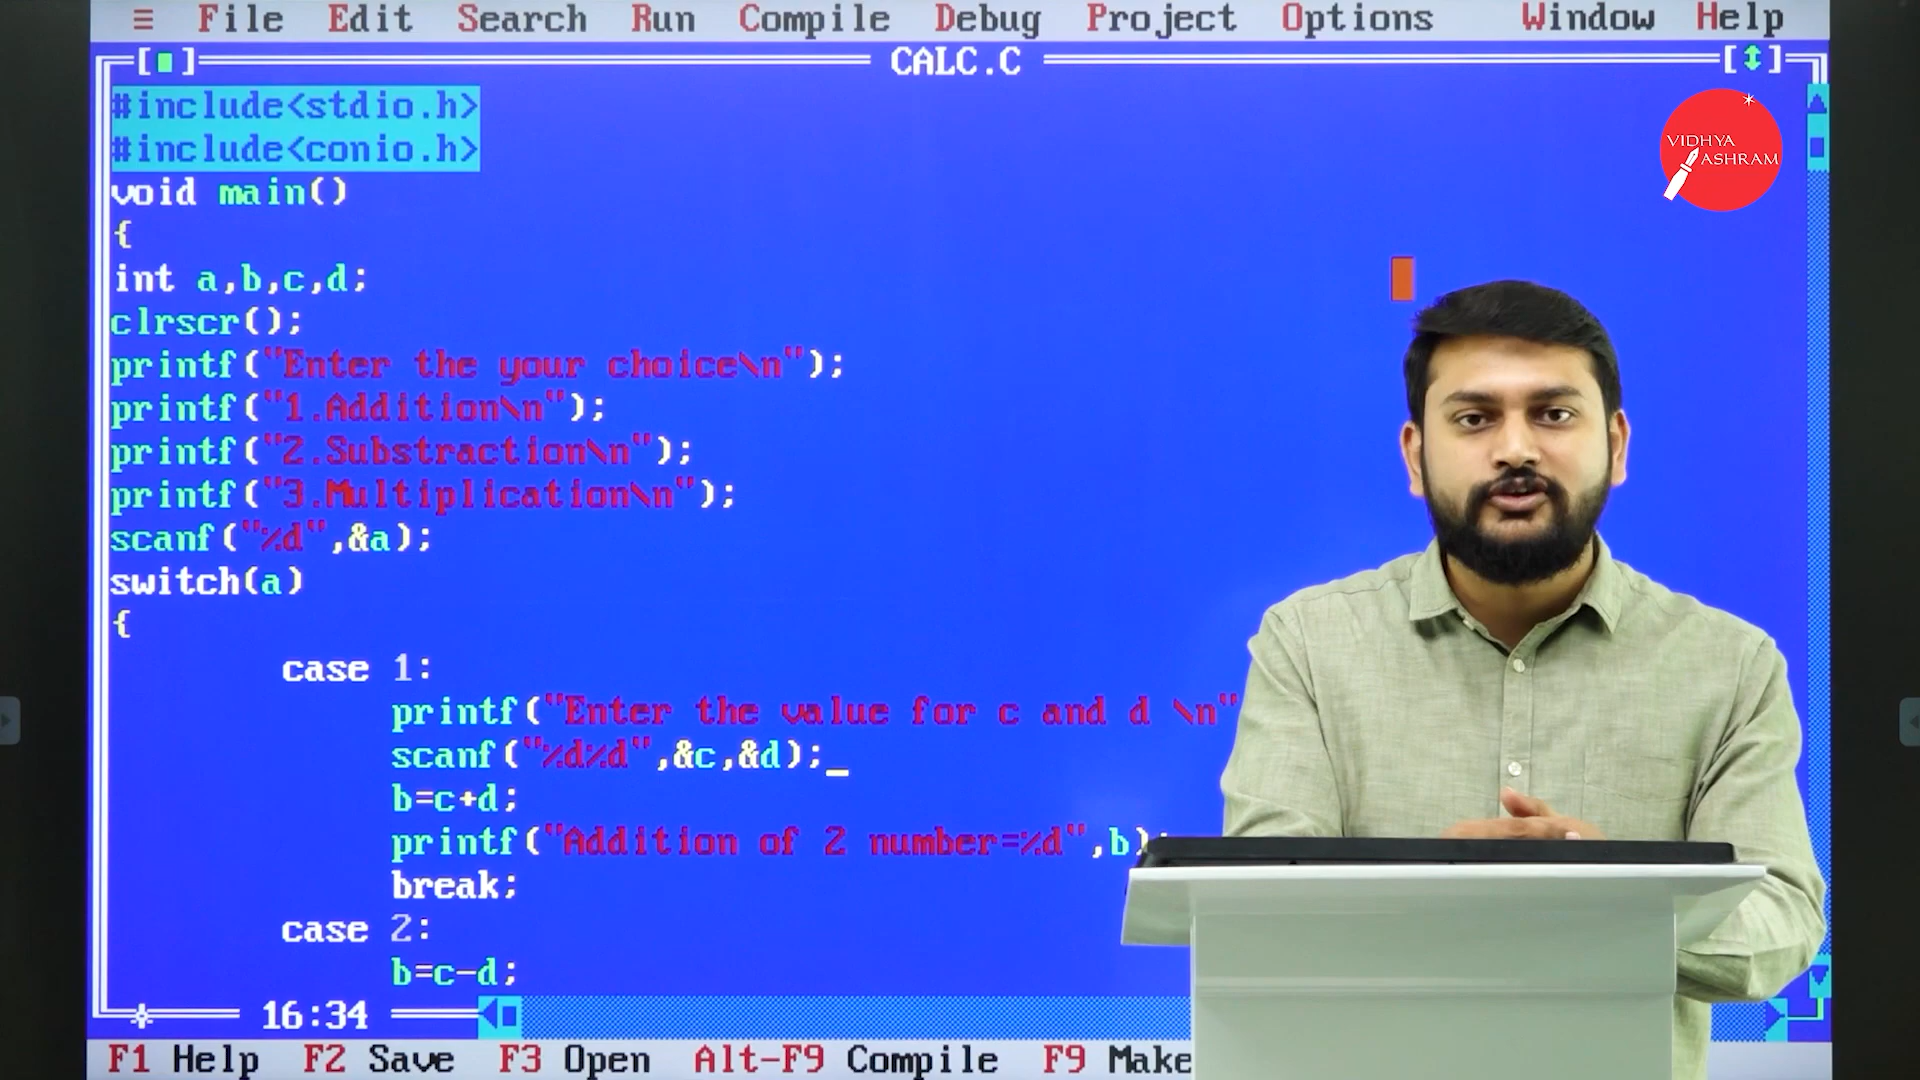 ≡ File Edit Search Run Compile Debug Project Options Window Help
[■] CALC.C [↕]
#include<stdio.h>
#include<conio.h>
void main()
{
int a,b,c,d;
clrscr();
printf("Enter the your choice\n");
printf("1.Addition\n");
printf("2.Substraction\n");
printf("3.Multiplication\n");
scanf("%d",&a);
switch(a)
{
case 1:
printf("Enter the value for c and d \n"
scanf("%d%d",&c,&d);_
b=c+d;
printf("Addition of 2 number=%d",b);
break;
case 2:
b=c-d;
16:34
F1 Help F2 Save F3 Open Alt-F9 Compile F9 Make
VIDHYA
ASHRAM